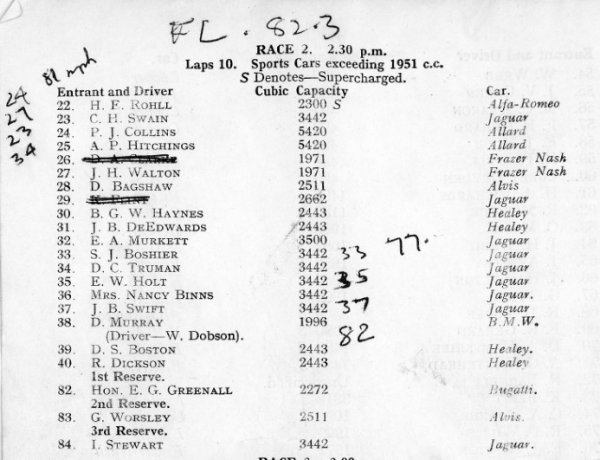 FL. 82.3
RACE 2. 2.30 p.m.
Laps 10. Sports Cars exceeding 1951 c.c.
S Denotes—Supercharged.
82 mph
Entrant and Driver Cubic Capacity Car.
24 22. H. F. ROHLL 2300 S Alfa-Romeo
27 23. C. H. SWAIN 3442 Jaguar
23 24. P. J. COLLINS 5420 Allard
34 25. A. P. HITCHINGS 5420 Allard
26. D. A. CLARKE 1971 Frazer Nash
27. J. H. WALTON 1971 Frazer Nash
28. D. BAGSHAW 2511 Alvis
29. K. FLINT 2662 Jaguar
30. B. G. W. HAYNES 2443 Healey
31. J. B. DEEDWARDS 2443 Healey
32. E. A. MURKETT 3500 77. Jaguar
33. S. J. BOSHIER 3442 33 Jaguar
34. D. C. TRUMAN 3442 Jaguar
35. E. W. HOLT 3442 35 Jaguar
36. MRS. NANCY BINNS 3442 Jaguar.
37. J. B. SWIFT 3442 37 Jaguar
38. D. MURRAY 1996 B.M.W.
(Driver—W. Dobson). 82
39. D. S. BOSTON 2443 Healey.
40. R. DICKSON 2443 Healey
1st Reserve.
82. HON. E. G. GREENALL 2272 Bugatti.
2nd Reserve.
83. G. WORSLEY 2511 Alvis.
3rd Reserve.
84. I. STEWART 3442 Jaguar.